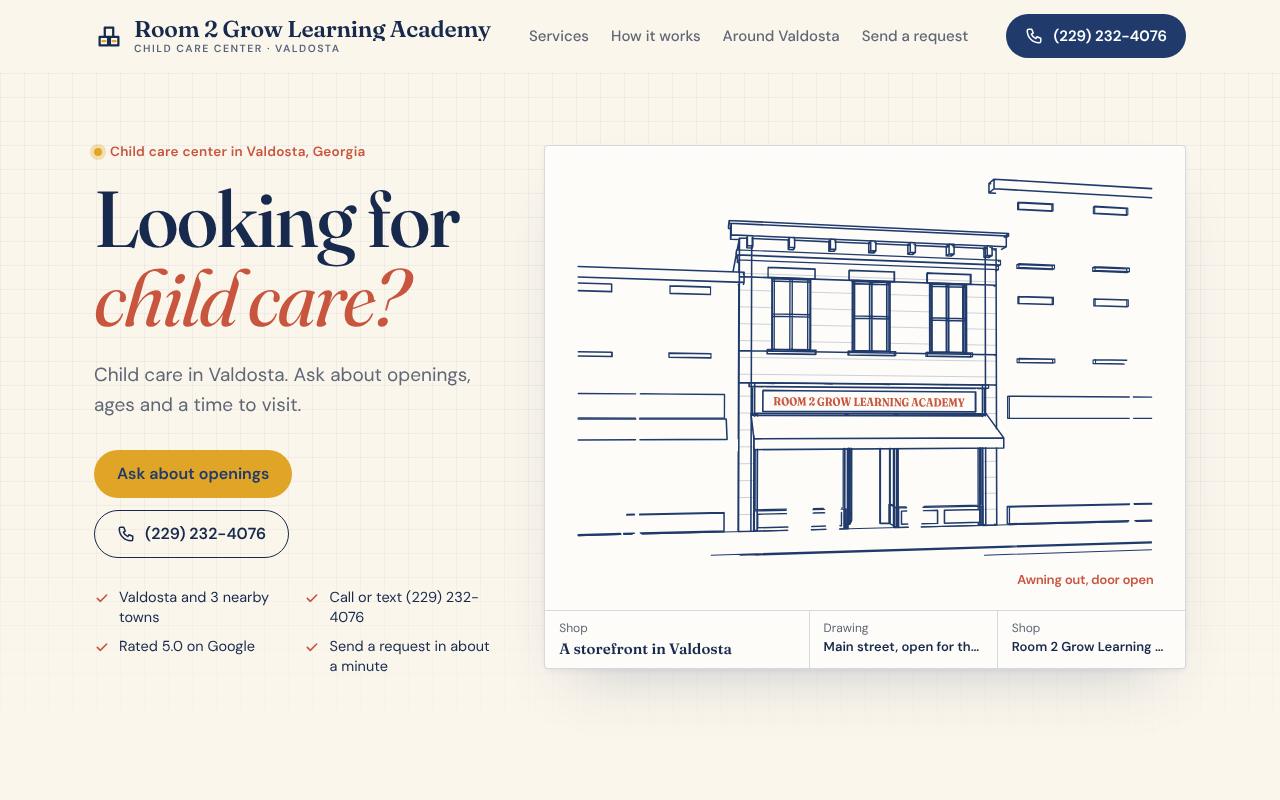 Room 2 Grow Learning Academy
CHILD CARE CENTER · VALDOSTA
Services
How it works
Around Valdosta
Send a request
(229) 232-4076
Child care center in Valdosta, Georgia
Looking for
child care?
Child care in Valdosta. Ask about openings,
ages and a time to visit.
Ask about openings
(229) 232-4076
Valdosta and 3 nearby
towns
Call or text (229) 232-
4076
Rated 5.0 on Google
Send a request in about
a minute
ROOM 2 GROW LEARNING ACADEMY
Awning out, door open
Shop
A storefront in Valdosta
Drawing
Main street, open for th...
Shop
Room 2 Grow Learning ...